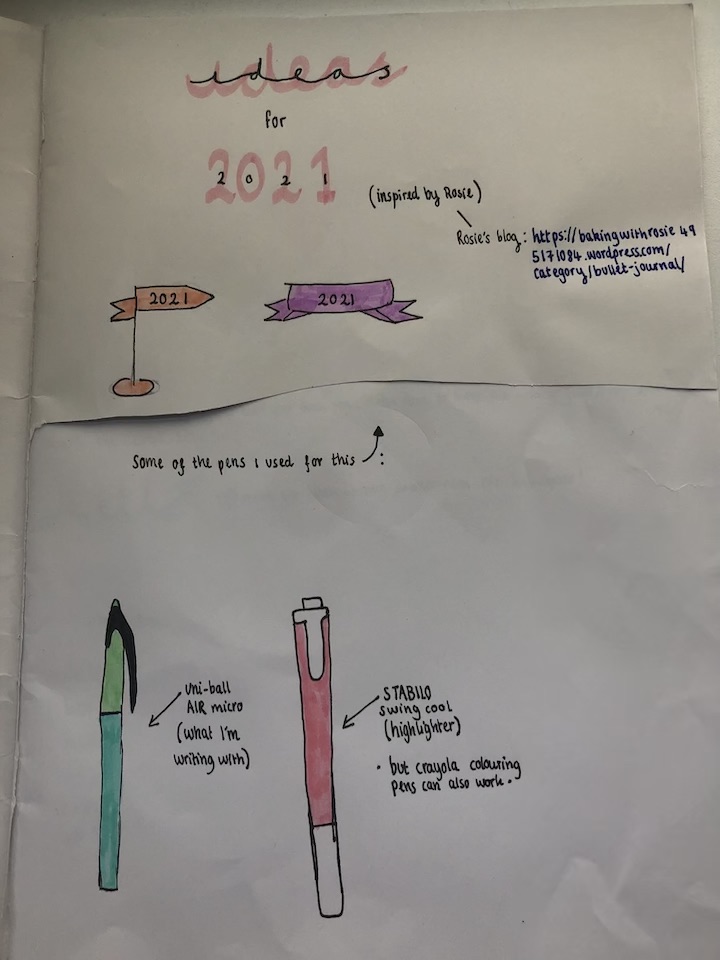 ideas
for
2021
(inspired by Rosie)
Rosie's blog: https://bakingwithrosie49
5171084.wordpress.com/
category/bullet-journal/
2021
2021
Some of the pens I used for this :
uni-ball
AIR micro
(what I'm
writing with)
STABILO
swing cool
(highlighter)
• but crayola colouring
pens can also work.